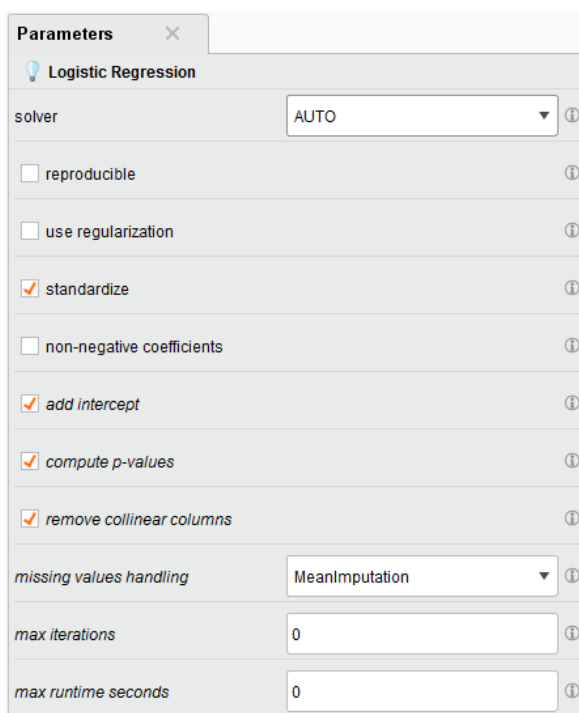 Parameters ×
Logistic Regression
solver AUTO
reproducible
use regularization
standardize
non-negative coefficients
add intercept
compute p-values
remove collinear columns
missing values handling MeanImputation
max iterations 0
max runtime seconds 0